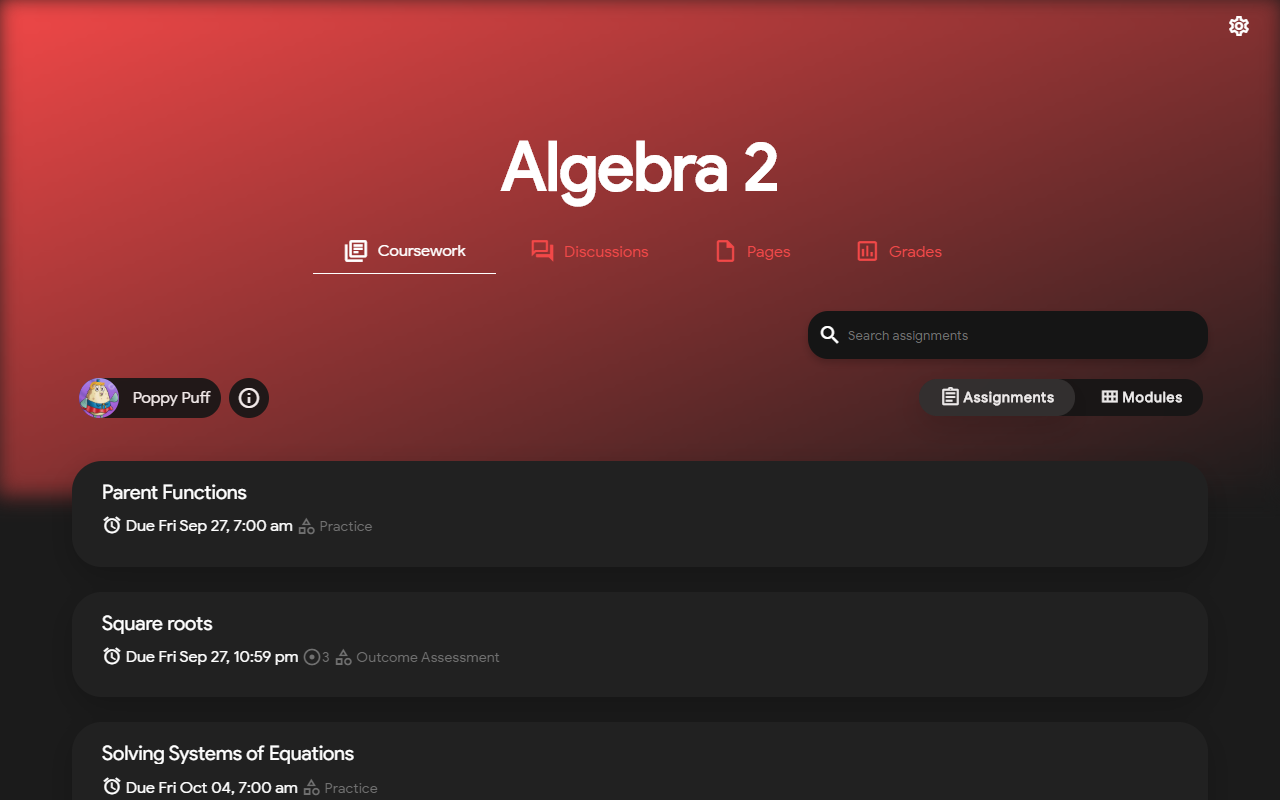 Algebra 2
Coursework Discussions Pages Grades
Search assignments
Poppy Puff Assignments Modules
Parent Functions
Due Fri Sep 27, 7:00 am Practice
Square roots
Due Fri Sep 27, 10:59 pm 3 Outcome Assessment
Solving Systems of Equations
Due Fri Oct 04, 7:00 am Practice